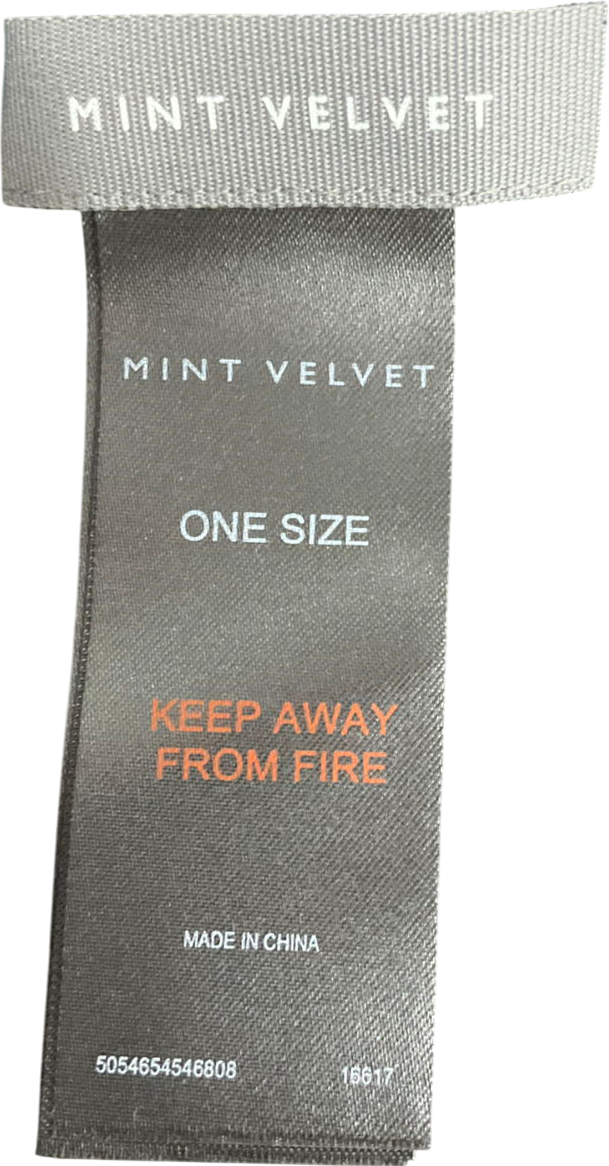 MINT VELVET
MINT VELVET
ONE SIZE
KEEP AWAY
FROM FIRE
MADE IN CHINA
5054654546808 16617